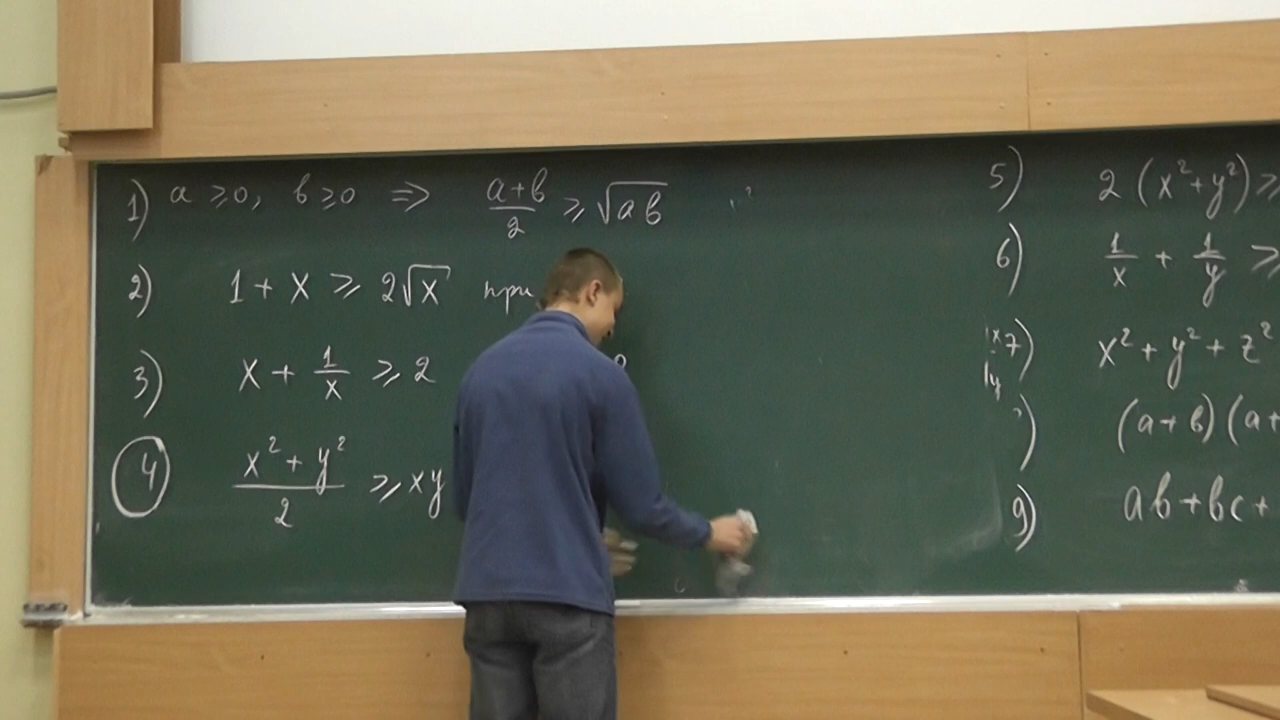 1) a ≥ 0, b ≥ 0 ⇒ (a+b)/2 ≥ √ab
2) 1 + x ≥ 2√x при
3) x + 1/x ≥ 2
4 (x² + y²)/2 ≥ xy
5) 2 (x² + y²) ≥
6) 1/x + 1/y ≥
7) x² + y² + z²
) (a + b) (a +
9) ab + bc +